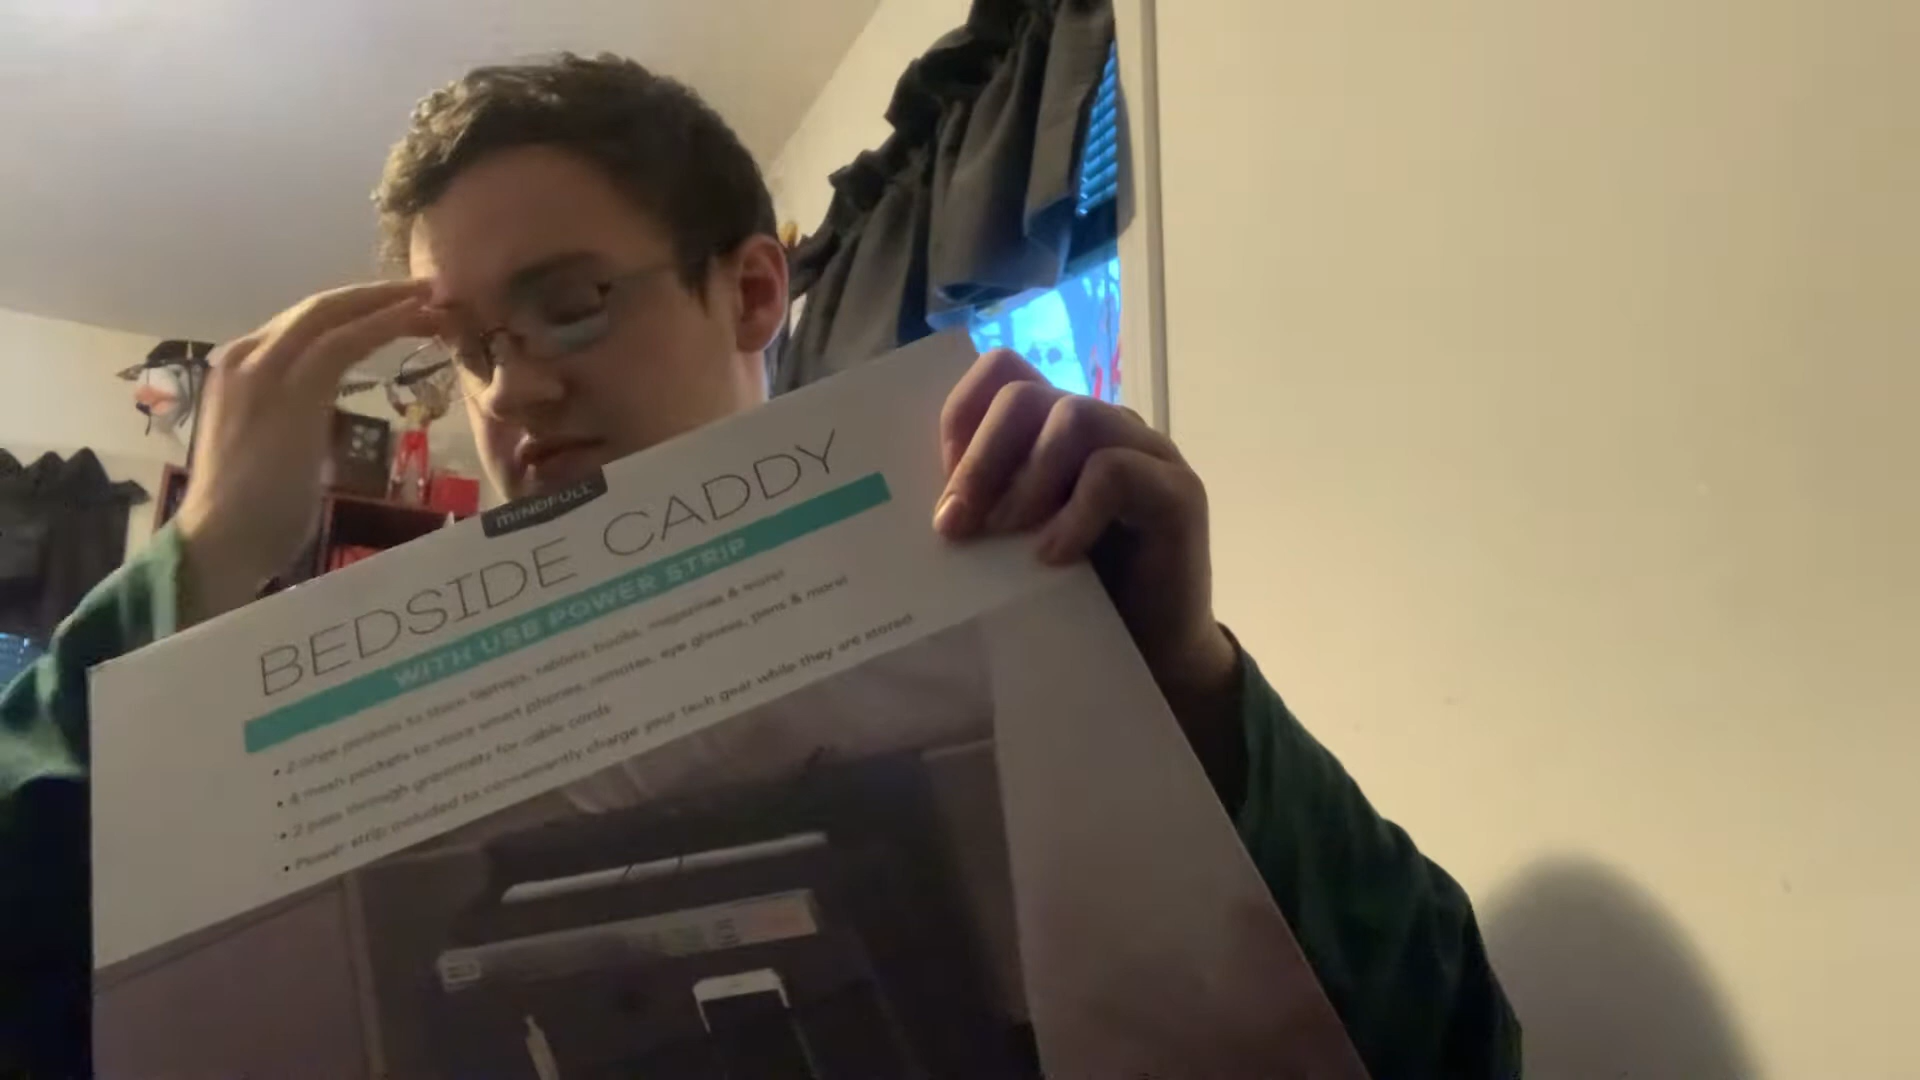 mINDFULL
BEDSIDE CADDY
WITH USB POWER STRIP
• 2 large pockets to store laptops, tablets, books, magazines & more!
• 4 mesh pockets to store smart phones, remotes, eye glasses, pens & more!
• 2 pass through grommets for cable cords
• Power strip included to conveniently charge your tech gear while they are stored